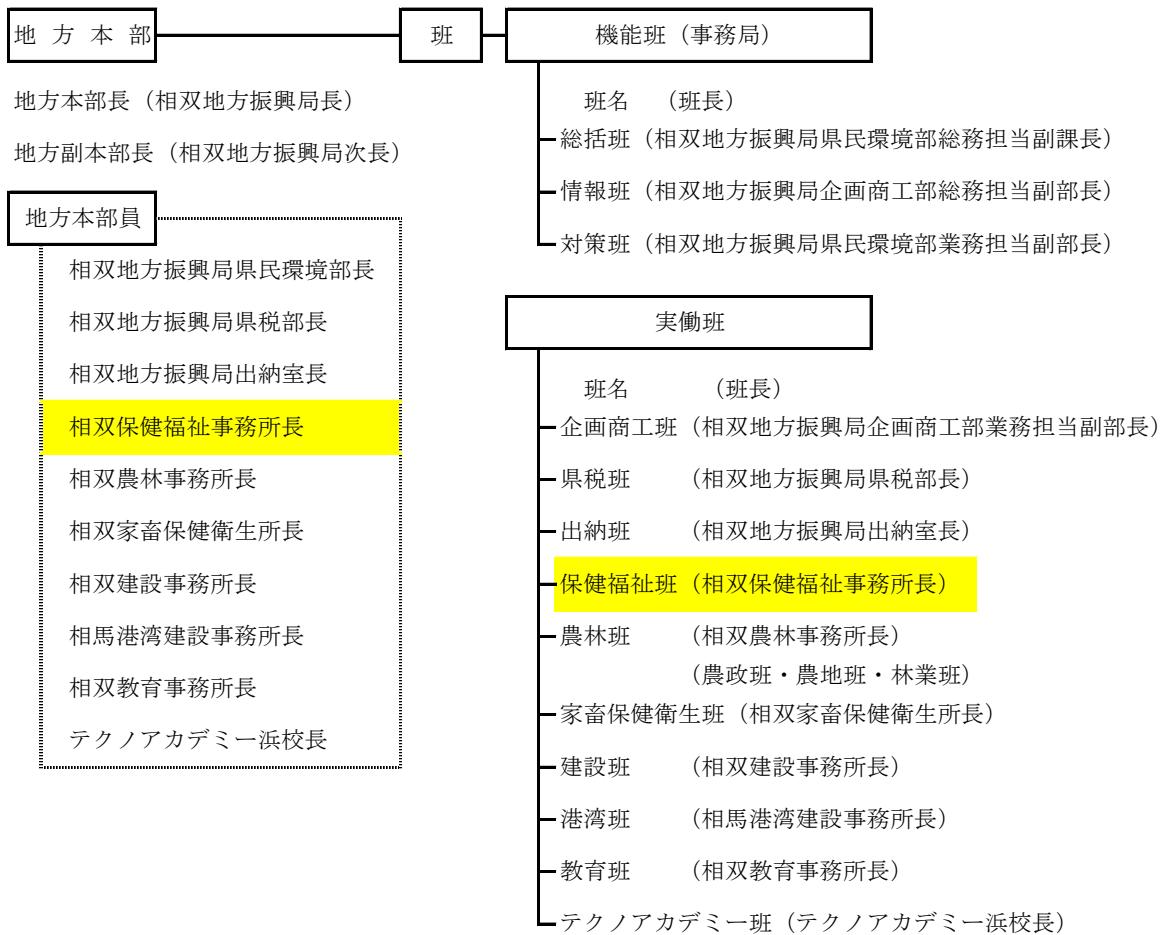 地方本部
班
機能班（事務局）
地方本部長（相双地方振興局長）
地方副本部長（相双地方振興局次長）
地方本部員
相双地方振興局県民環境部長
相双地方振興局県税部長
相双地方振興局出納室長
相双保健福祉事務所長
相双農林事務所長
相双家畜保健衛生所長
相双建設事務所長
相馬港湾建設事務所長
相双教育事務所長
テクノアカデミー浜校長
班名 （班長）
総括班（相双地方振興局県民環境部総務担当副課長）
情報班（相双地方振興局企画商工部総務担当副部長）
対策班（相双地方振興局県民環境部業務担当副部長）
実働班
班名 （班長）
企画商工班（相双地方振興局企画商工部業務担当副部長）
県税班 （相双地方振興局県税部長）
出納班 （相双地方振興局出納室長）
保健福祉班（相双保健福祉事務所長）
農林班 （相双農林事務所長）
（農政班・農地班・林業班）
家畜保健衛生班（相双家畜保健衛生所長）
建設班 （相双建設事務所長）
港湾班 （相馬港湾建設事務所長）
教育班 （相双教育事務所長）
テクノアカデミー班（テクノアカデミー浜校長）